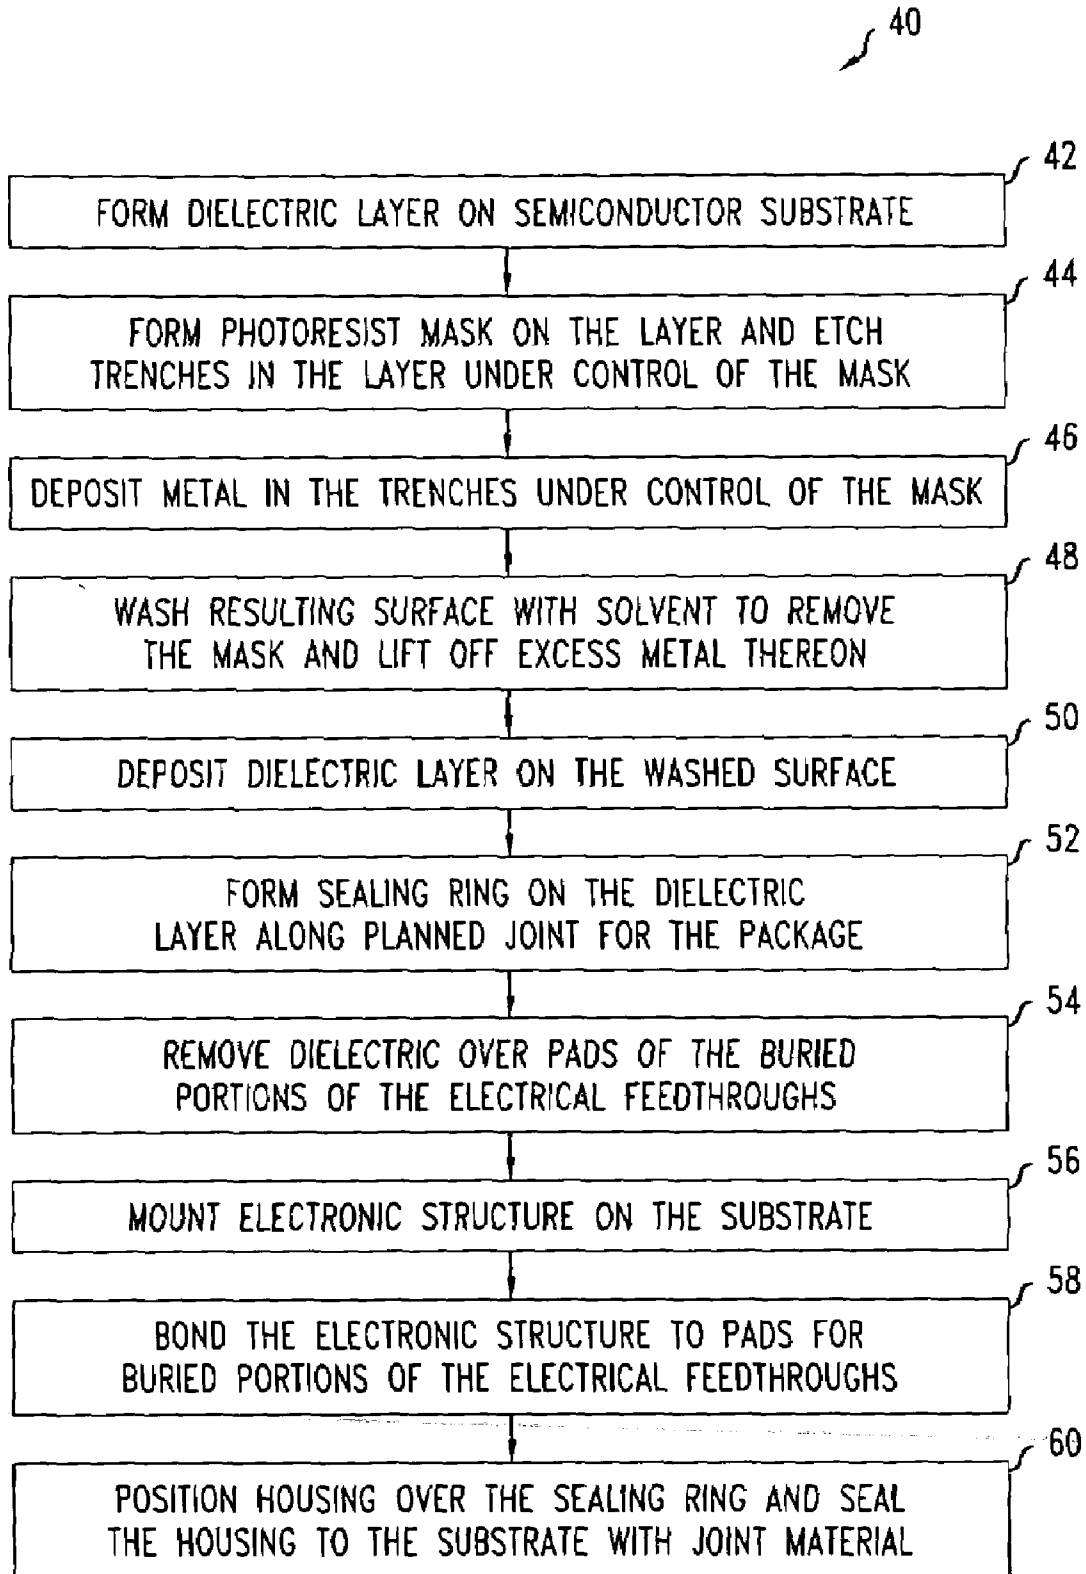 40
42
FORM DIELECTRIC LAYER ON SEMICONDUCTOR SUBSTRATE
44
FORM PHOTORESIST MASK ON THE LAYER AND ETCH
TRENCHES IN THE LAYER UNDER CONTROL OF THE MASK
46
DEPOSIT METAL IN THE TRENCHES UNDER CONTROL OF THE MASK
48
WASH RESULTING SURFACE WITH SOLVENT TO REMOVE
THE MASK AND LIFT OFF EXCESS METAL THEREON
50
DEPOSIT DIELECTRIC LAYER ON THE WASHED SURFACE
52
FORM SEALING RING ON THE DIELECTRIC
LAYER ALONG PLANNED JOINT FOR THE PACKAGE
54
REMOVE DIELECTRIC OVER PADS OF THE BURIED
PORTIONS OF THE ELECTRICAL FEEDTHROUGHS
56
MOUNT ELECTRONIC STRUCTURE ON THE SUBSTRATE
58
BOND THE ELECTRONIC STRUCTURE TO PADS FOR
BURIED PORTIONS OF THE ELECTRICAL FEEDTHROUGHS
60
POSITION HOUSING OVER THE SEALING RING AND SEAL
THE HOUSING TO THE SUBSTRATE WITH JOINT MATERIAL